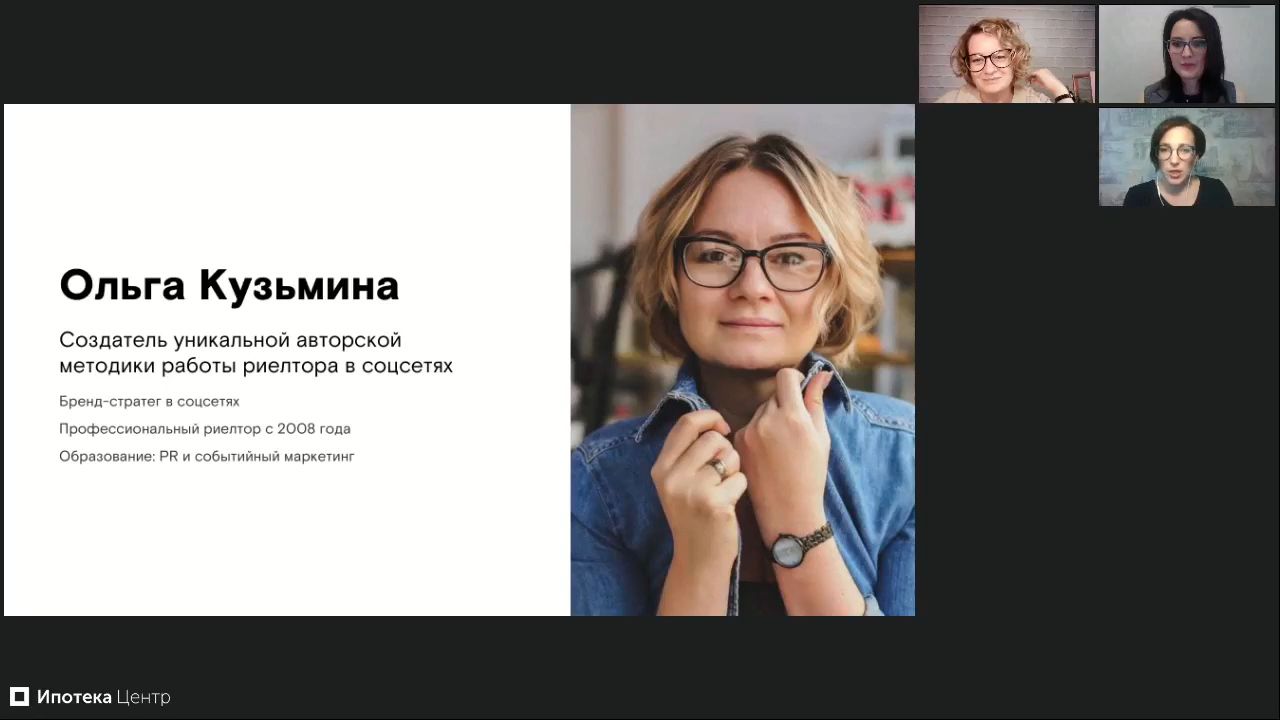 Ольга Кузьмина
Создатель уникальной авторской
методики работы риелтора в соцсетях
Бренд-стратег в соцсетях
Профессиональный риелтор с 2008 года
Образование: PR и событийный маркетинг
Ипотека Центр